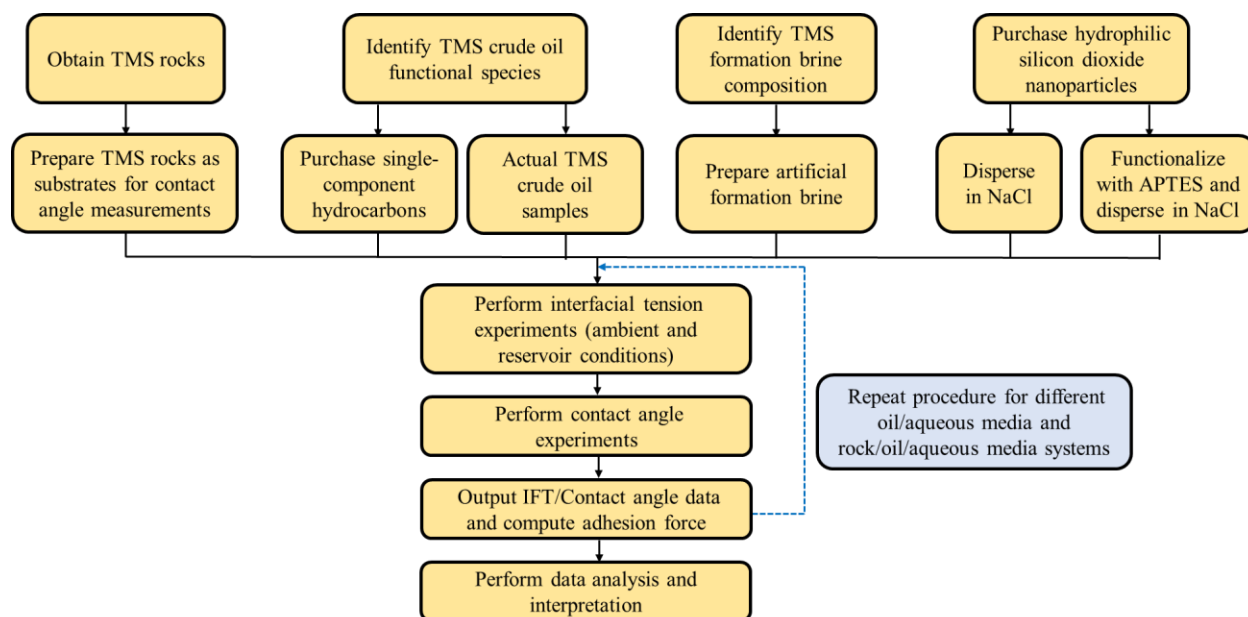 Obtain TMS rocks
Identify TMS crude oil
functional species
Identify TMS
formation brine
composition
Purchase hydrophilic
silicon dioxide
nanoparticles
Prepare TMS rocks as
substrates for contact
angle measurements
Purchase single-
component
hydrocarbons
Actual TMS
crude oil
samples
Prepare artificial
formation brine
Disperse
in NaCl
Functionalize
with APTES and
disperse in NaCl
Perform interfacial tension
experiments (ambient and
reservoir conditions)
Perform contact angle
experiments
Repeat procedure for different
oil/aqueous media and
rock/oil/aqueous media systems
Output IFT/Contact angle data
and compute adhesion force
Perform data analysis and
interpretation